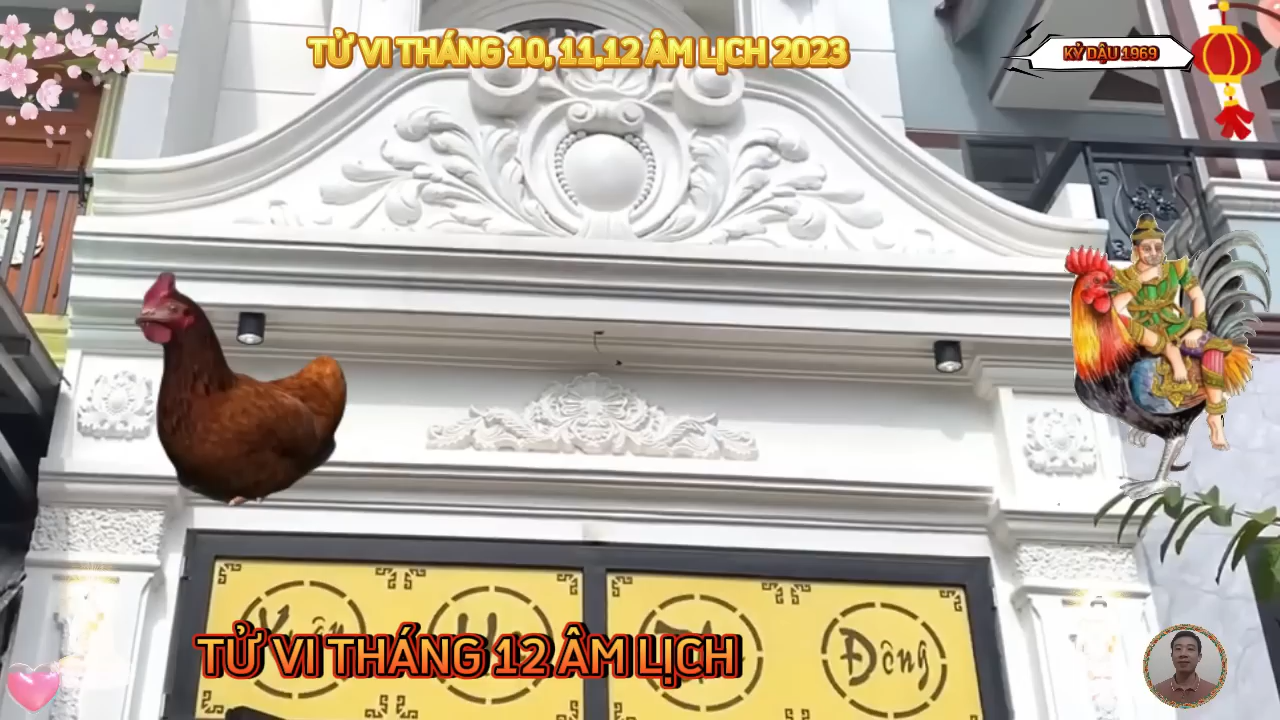 TỬ VI THÁNG 10, 11,12 ÂM LỊCH 2023
KỶ DẬU 1969
TỬ VI THÁNG 12 ÂM LỊCH
Đông